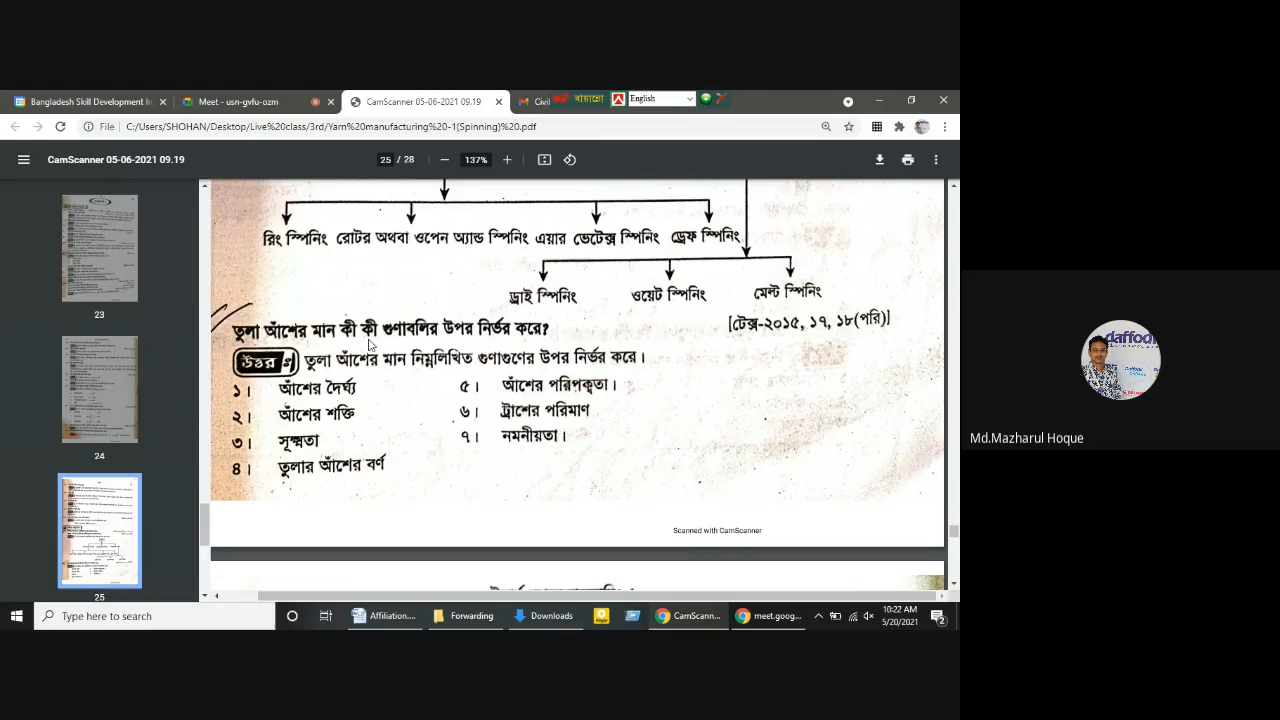 Bangladesh Skill Development In
Meet - usn-gvfu-ozm
CamScanner 05-06-2021 09.19
Civil
বায়ান্নো
English
File
C:/Users/SHOHAN/Desktop/Live%20class/3rd/Yarn%20manufacturing%20-1(Spinning)%20.pdf
CamScanner 05-06-2021 09.19
25 / 28
137%
রিং স্পিনিং রোটর অথবা ওপেন অ্যান্ড স্পিনিং এয়ার ভেটেক্স স্পিনিং ড্রেফ স্পিনিং
ড্রাই স্পিনিং ওয়েট স্পিনিং মেল্ট স্পিনিং
তুলা আঁশের মান কী কী গুণাবলির উপর নির্ভর করে?
[টেক্স-২০১৫, ১৭, ১৮(পরি)]
উত্তর তুলা আঁশের মান নিম্নলিখিত গুণাগুণের উপর নির্ভর করে।
১। আঁশের দৈর্ঘ্য ৫। আঁশের পরিপক্বতা।
২। আঁশের শক্তি ৬। ট্রাশের পরিমাণ
৩। সূক্ষ্মতা ৭। নমনীয়তা।
৪। তুলার আঁশের বর্ণ
Scanned with CamScanner
23
24
25
Md.Mazharul Hoque
daffodi
Type here to search
Affiliation....
Forwarding
Downloads
CamScann...
meet.goog...
10:22 AM
5/20/2021
2